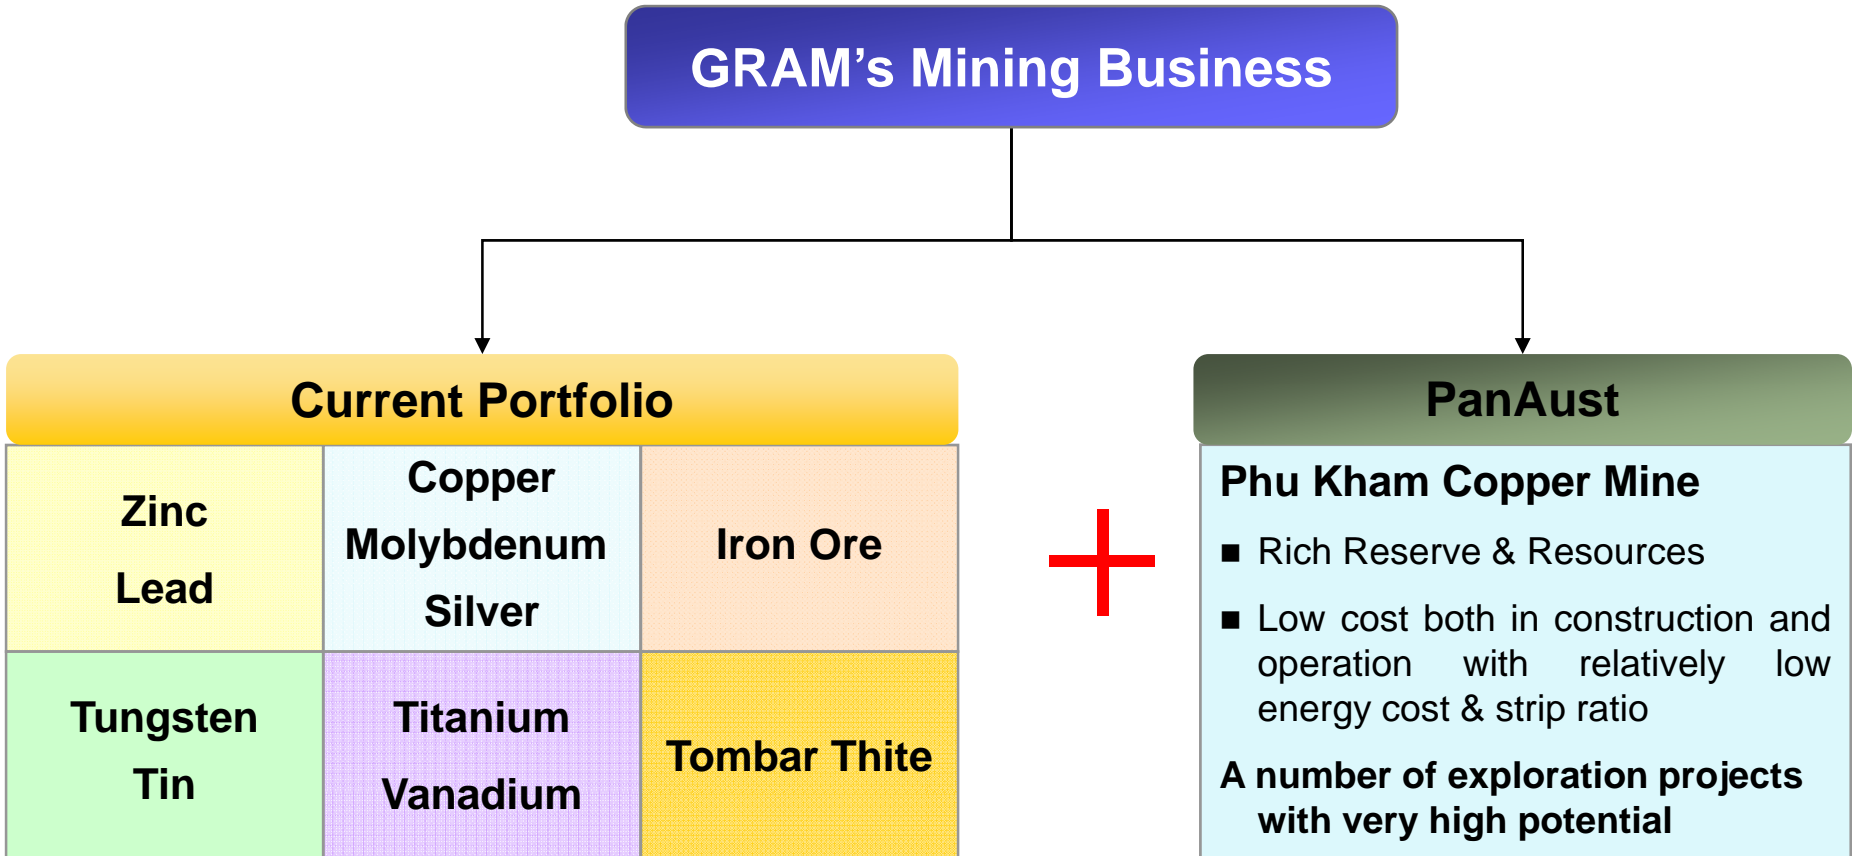 GRAM’s Mining Business
Current Portfolio
Zinc
Lead
Copper
Molybdenum
Silver
Iron Ore
Tungsten
Tin
Titanium
Vanadium
Tombar Thite
PanAust
Phu Kham Copper Mine
■ Rich Reserve & Resources
■ Low cost both in construction and
operation with relatively low
energy cost & strip ratio
A number of exploration projects
with very high potential